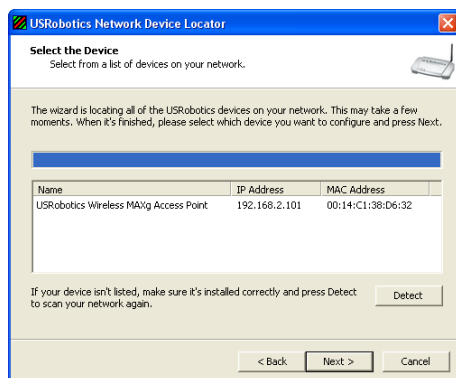 USRobotics Network Device Locator
Select the Device
Select from a list of devices on your network.
The wizard is locating all of the USRobotics devices on your network. This may take a few
moments. When it's finished, please select which device you want to configure and press Next.
Name IP Address MAC Address
USRobotics Wireless MAXg Access Point 192.168.2.101 00:14:C1:38:D6:32
If your device isn't listed, make sure it's installed correctly and press Detect
to scan your network again.
Detect
< Back Next > Cancel